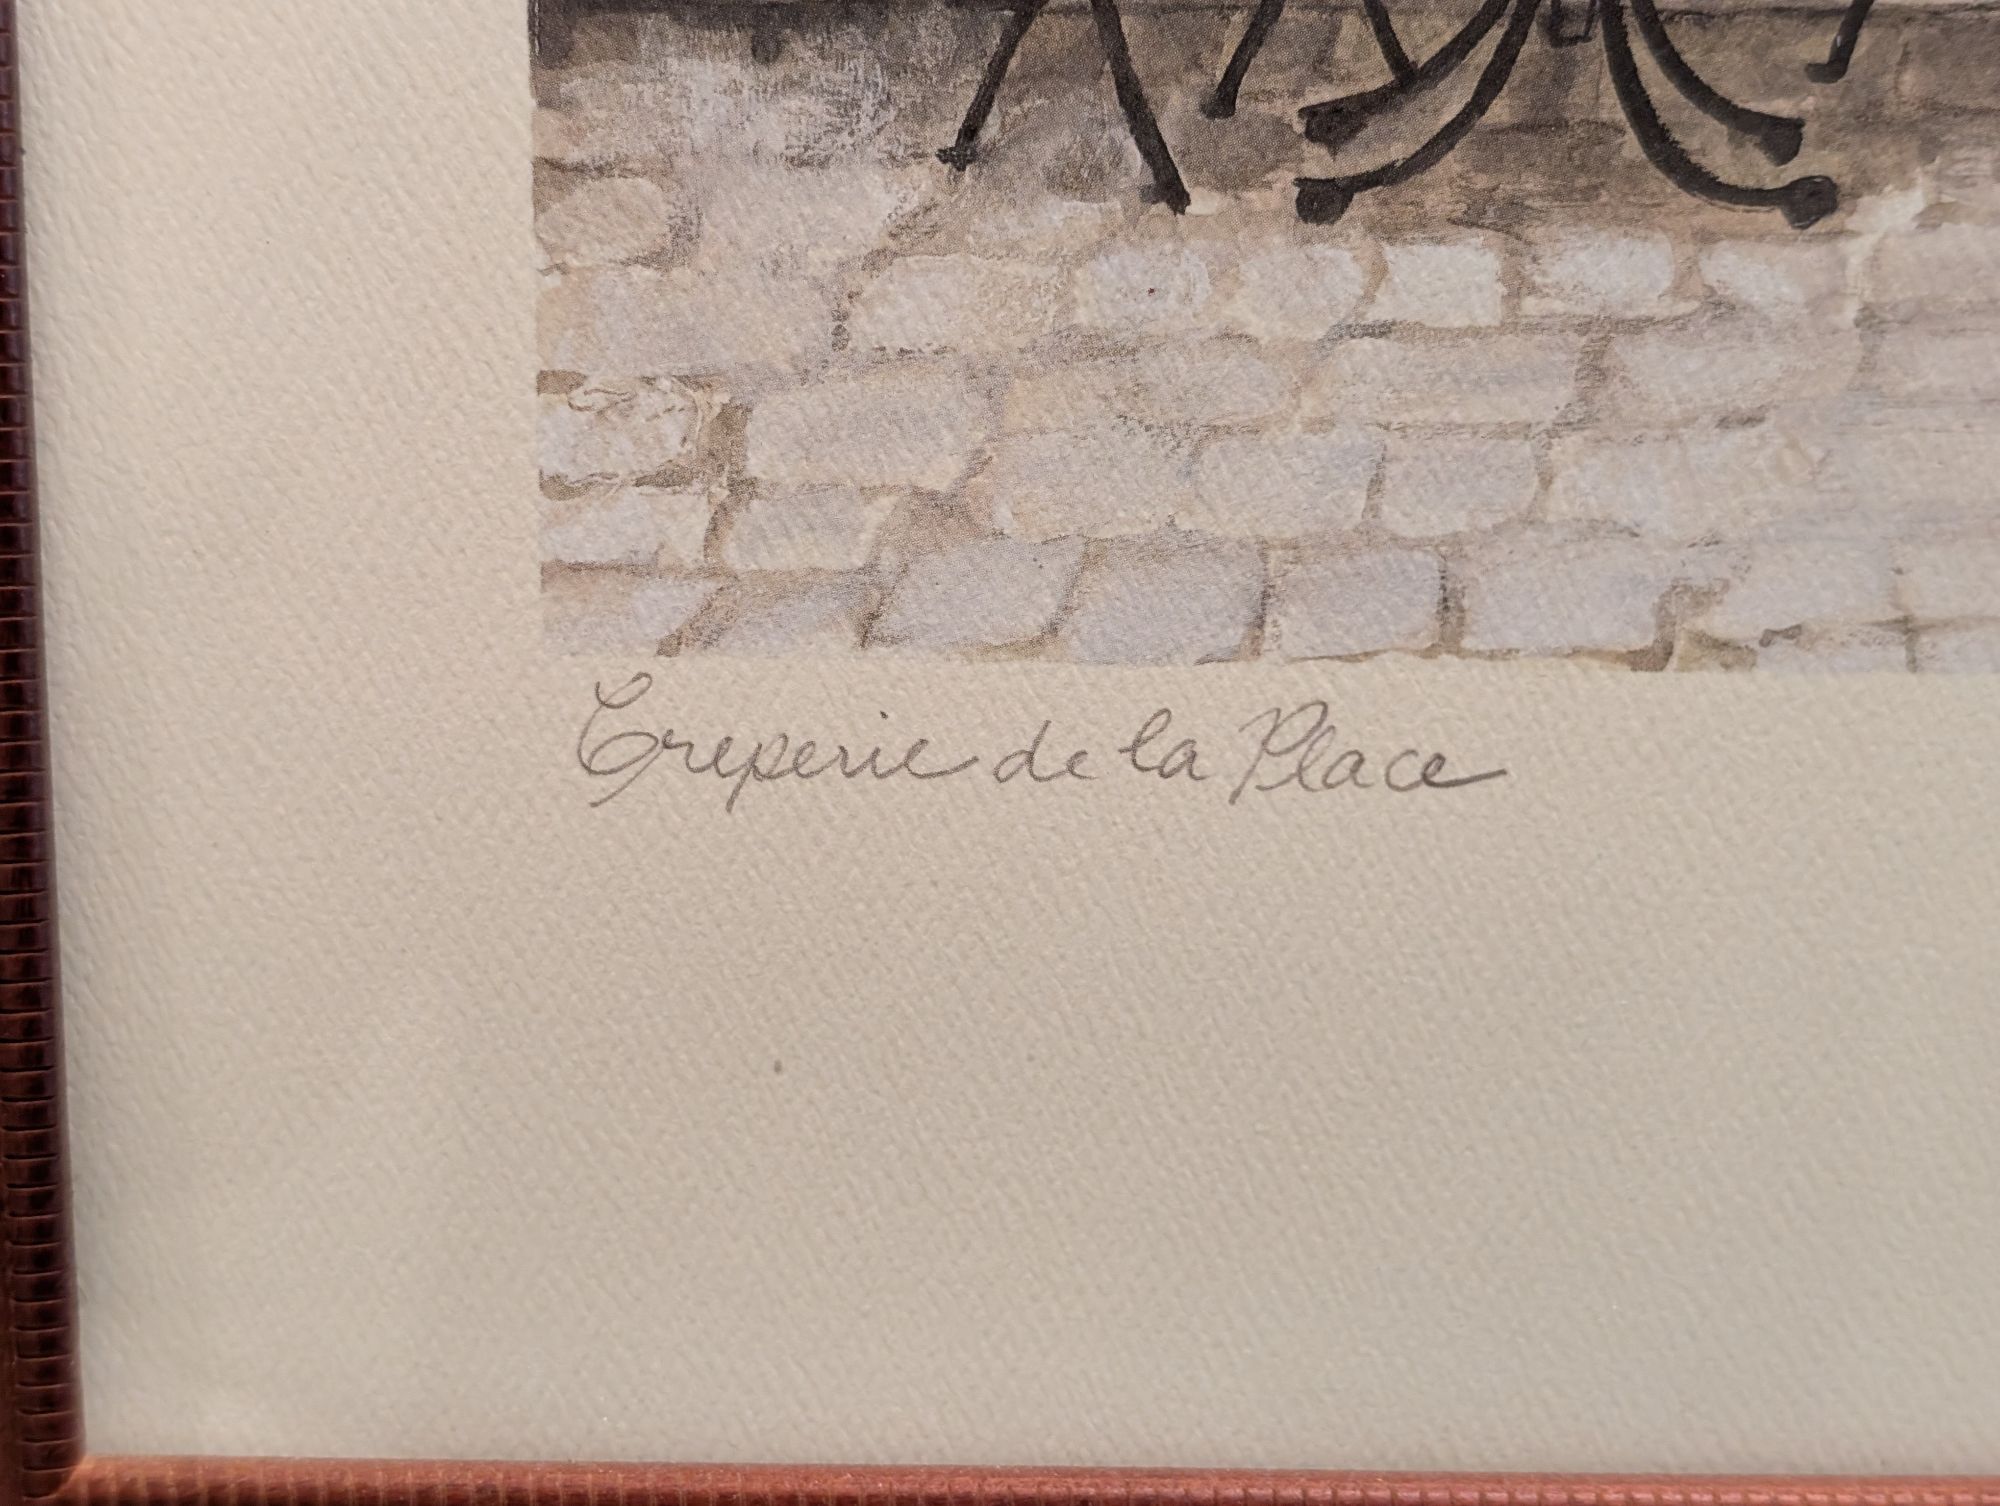 Creperie de la Place